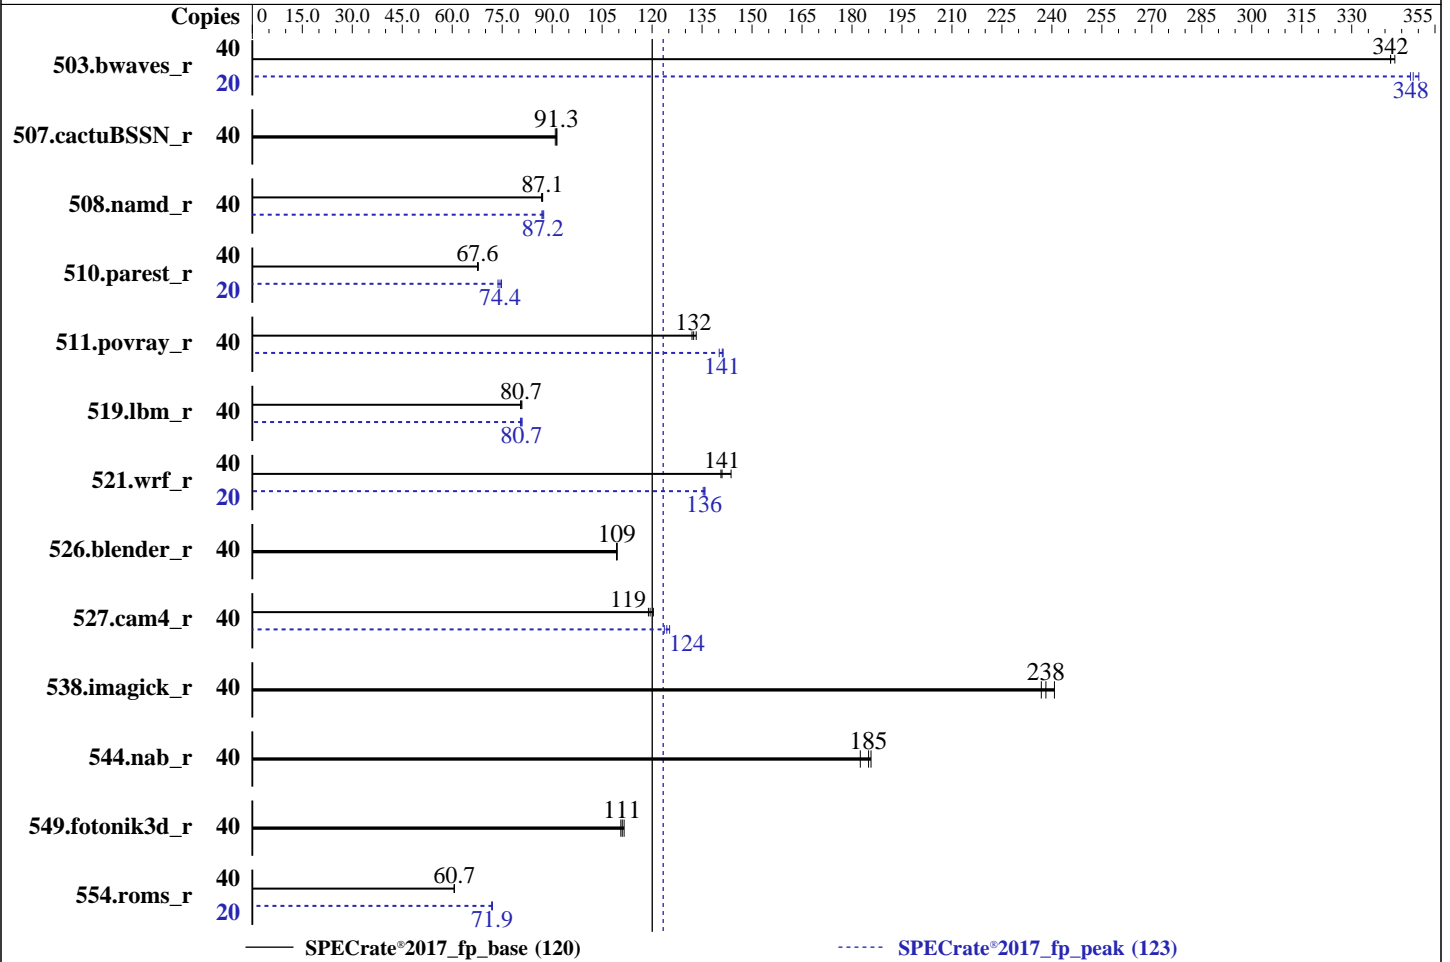 Copies 0 15.0 30.0 45.0 60.0 75.0 90.0 105 120 135 150 165 180 195 210 225 240 255 270 285 300 315 330 355
503.bwaves_r 40 342
20 348
507.cactuBSSN_r 40 91.3
508.namd_r 40 87.1
87.2
510.parest_r 40 67.6
20 74.4
511.povray_r 40 132
141
519.lbm_r 40 80.7
80.7
521.wrf_r 40 141
20 136
526.blender_r 40 109
527.cam4_r 40 119
124
538.imagick_r 40 238
544.nab_r 40 185
549.fotonik3d_r 40 111
554.roms_r 40 60.7
20 71.9
SPECrate®2017_fp_base (120) SPECrate®2017_fp_peak (123)